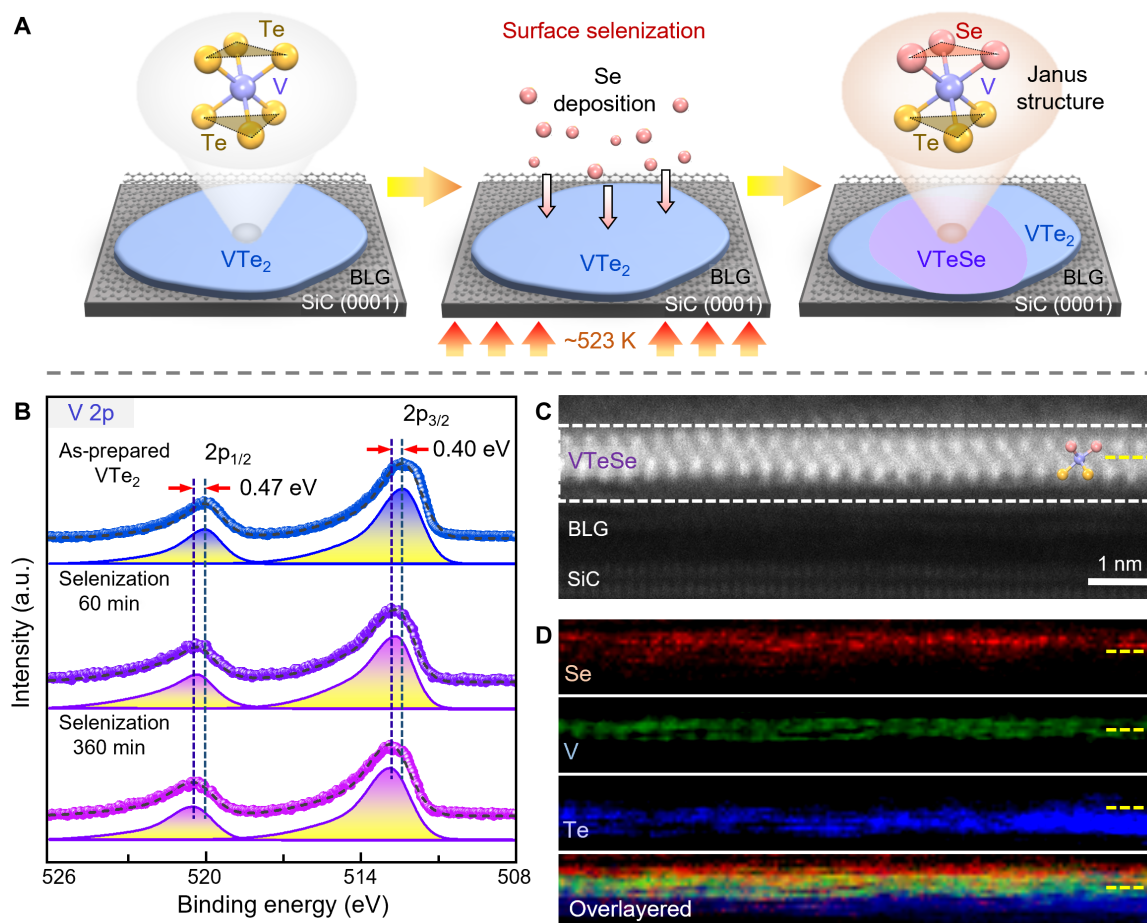 A
Te
V
Te
VTe₂
BLG
SiC (0001)
Surface selenization
Se
deposition
VTe₂
BLG
SiC (0001)
~523 K
Se
V
Te
Janus
structure
VTe₂
VTeSe
BLG
SiC (0001)
B
V 2p
As-prepared
VTe₂
2p₁/₂
0.47 eV
2p₃/₂
0.40 eV
Selenization
60 min
Selenization
360 min
Intensity (a.u.)
526
520
514
508
Binding energy (eV)
C
VTeSe
BLG
SiC
1 nm
D
Se
V
Te
Overlayered